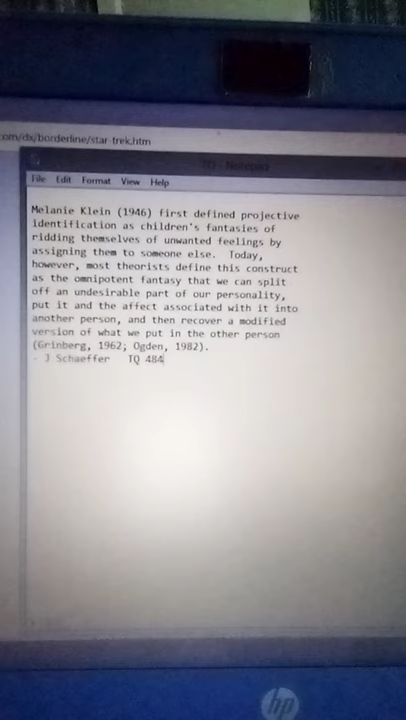 com/dx/borderline/star-trek.htm
File Edit Format View Help
Melanie Klein (1946) first defined projective
identification as children's fantasies of
ridding themselves of unwanted feelings by
assigning them to someone else. Today,
however, most theorists define this construct
as the omnipotent fantasy that we can split
off an undesirable part of our personality,
put it and the affect associated with it into
another person, and then recover a modified
version of what we put in the other person
(Grinberg, 1962; Ogden, 1982).
- J Schaeffer TQ 484
hp